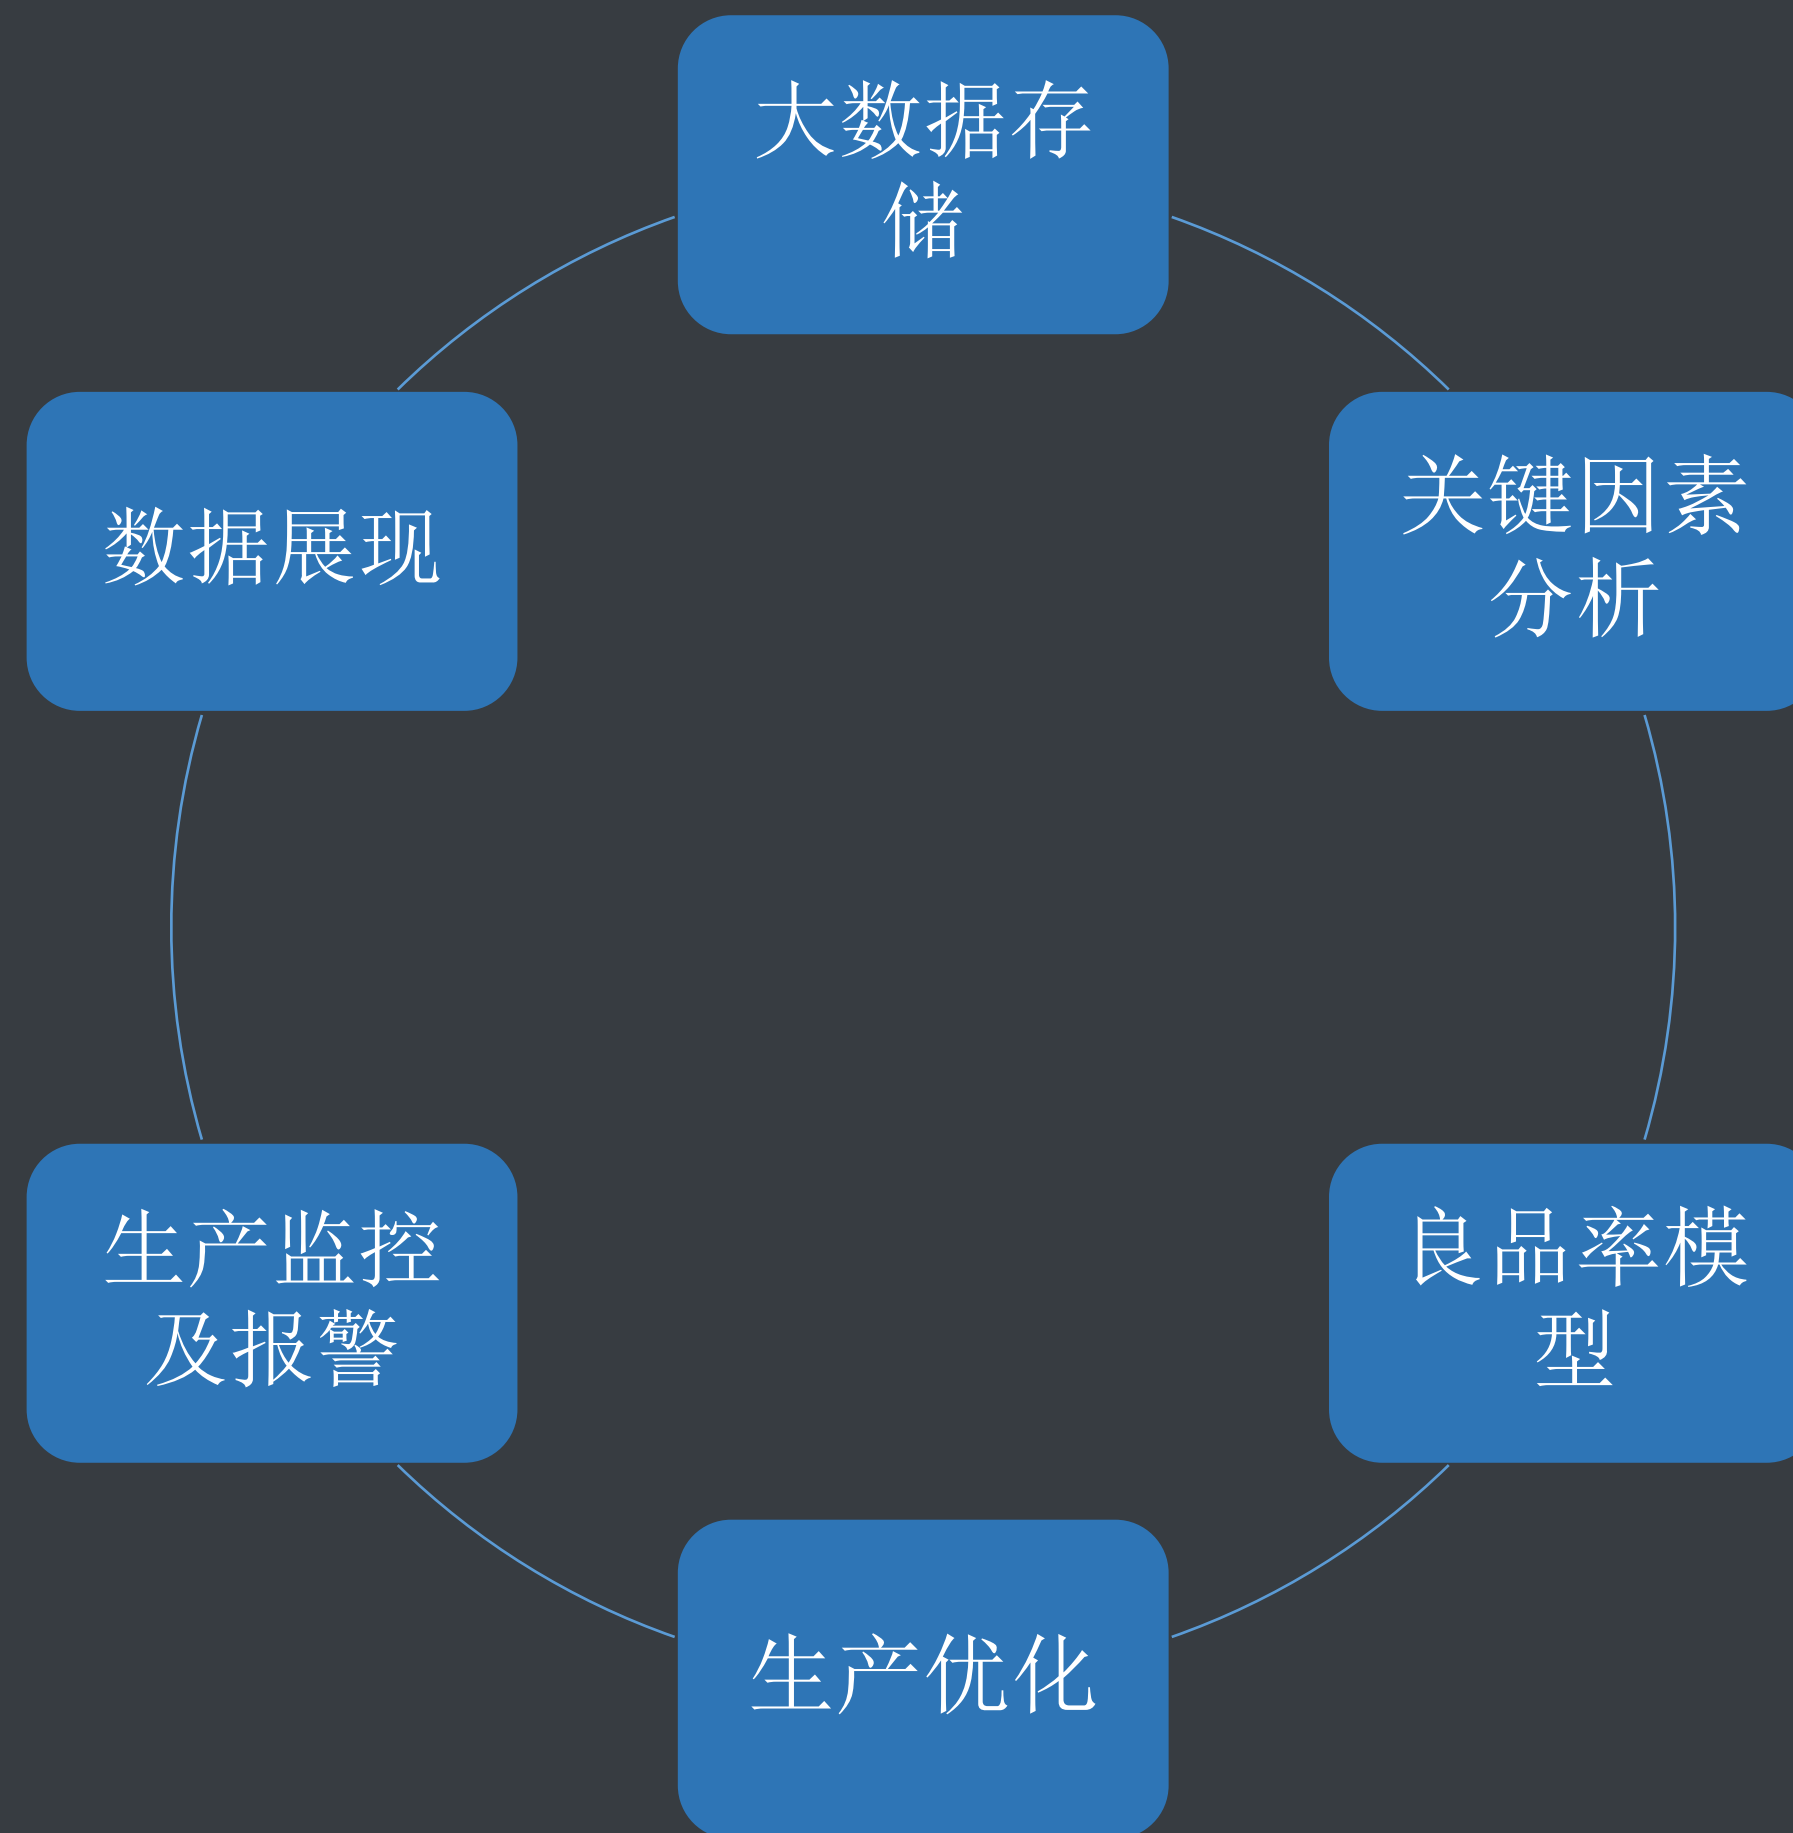 大数据存
储
关键因素
分析
良品率模
型
生产优化
生产监控
及报警
数据展现